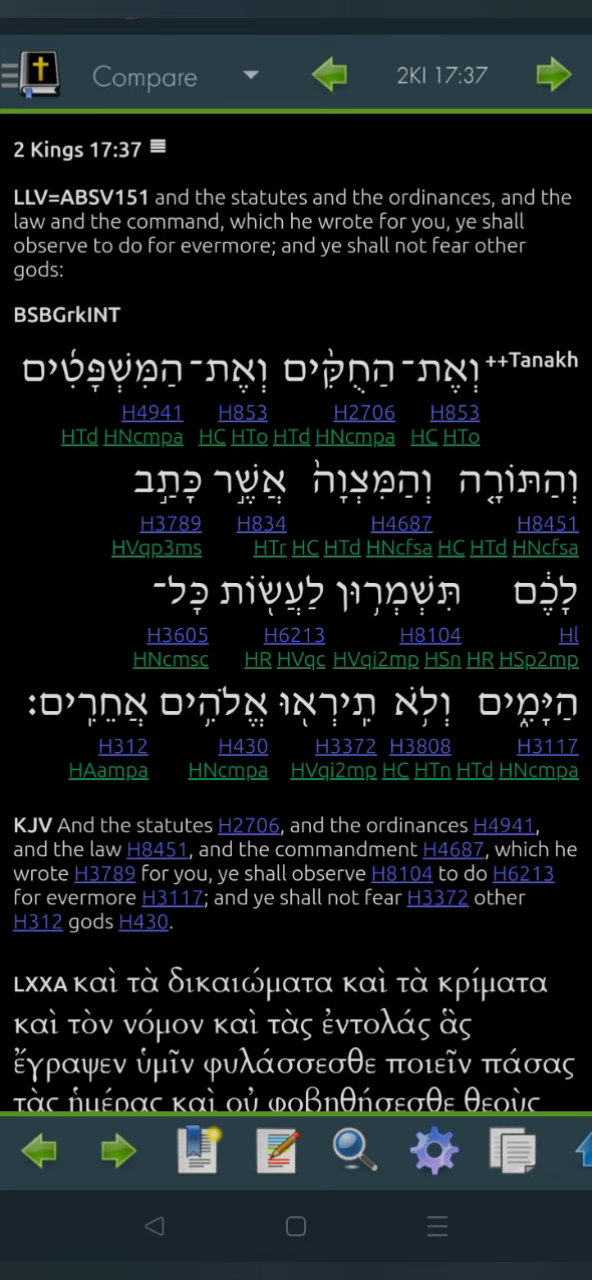 Compare
2KI 17:37
2 Kings 17:37
LLV=ABSV151 and the statutes and the ordinances, and the
law and the command, which he wrote for you, ye shall
observe to do for evermore; and ye shall not fear other
gods:
BSBGrkINT
++Tanakh וְאֶת־הַחֻקִּ֨ים וְאֶת־הַמִּשְׁפָּטִ֜ים
H4941 H853 H2706 H853
HTd HNcmpa HC HTo HTd HNcmpa HC HTo
וְהַתּוֹרָ֤ה וְהַמִּצְוָה֙ אֲשֶׁ֣ר כָּתַ֣ב
H3789 H834 H4687 H8451
HVqp3ms HTr HC HTd HNcfsa HC HTd HNcfsa
לָכֶ֔ם תִּשְׁמְר֥וּן לַעֲשׂ֖וֹת כָּל־
H3605 H6213 H8104 Hl
HNcmsc HR HVqc HVqi2mp HSn HR HSp2mp
הַיָּמִ֑ים וְלֹ֥א תִֽירְא֖וּ אֱלֹהִ֥ים אֲחֵרִֽים׃
H312 H430 H3372 H3808 H3117
HAampa HNcmpa HVqi2mp HC HTn HTd HNcmpa
KJV And the statutes H2706, and the ordinances H4941,
and the law H8451, and the commandment H4687, which he
wrote H3789 for you, ye shall observe H8104 to do H6213
for evermore H3117; and ye shall not fear H3372 other
H312 gods H430.
LXXA καὶ τὰ δικαιώματα καὶ τὰ κρίματα
καὶ τὸν νόμον καὶ τὰς ἐντολάς ἃς
ἔγραψεν ὑμῖν φυλάσσεσθε ποιεῖν πάσας
τὰς ἡμέρας καὶ οὐ φοβηθήσεσθε θεοὺς